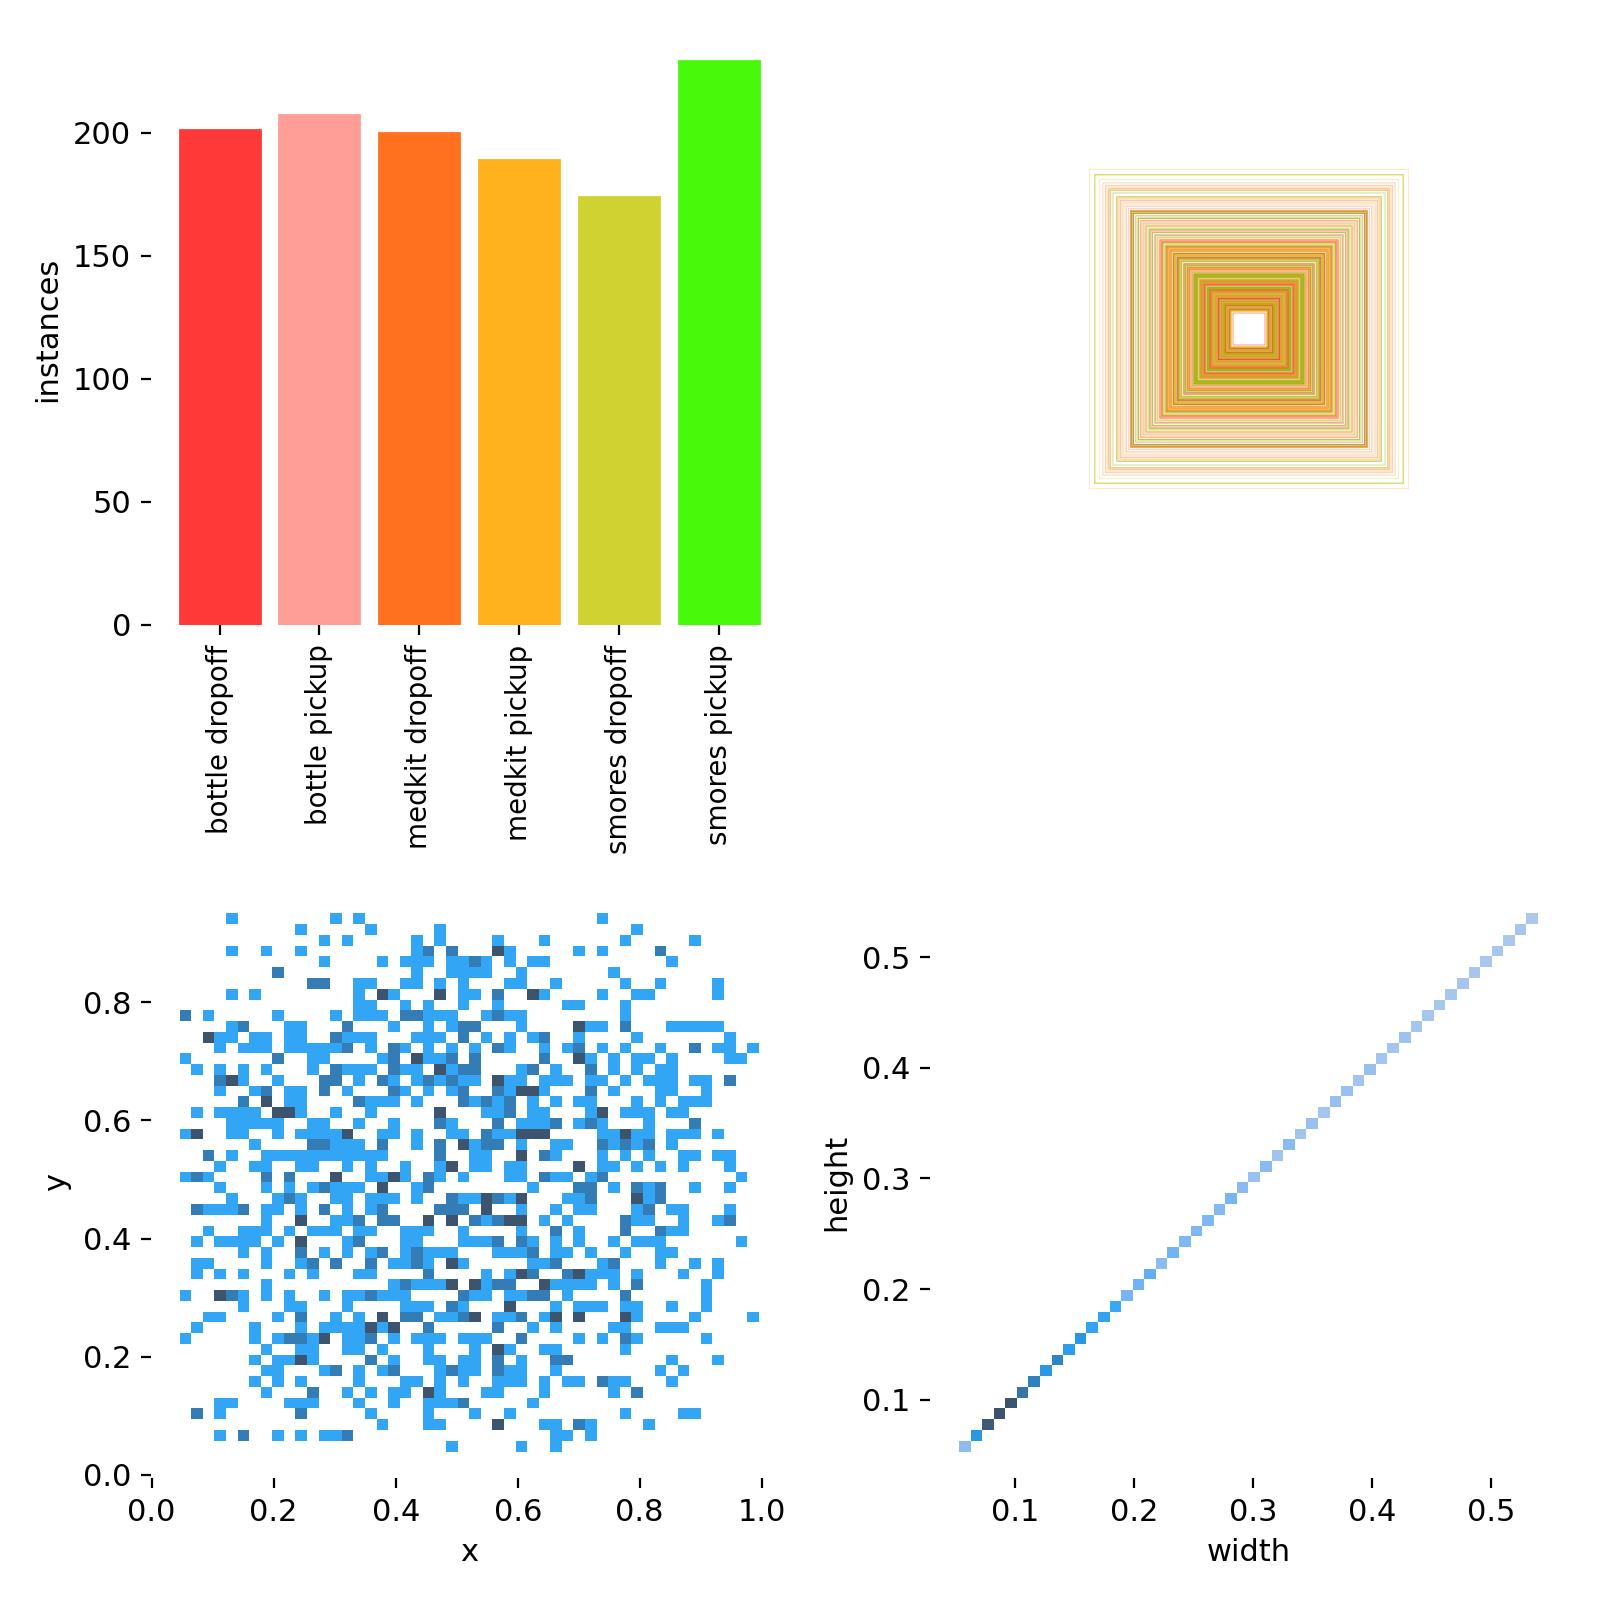 instances
200
150
100
50
0
bottle dropoff
bottle pickup
medkit dropoff
medkit pickup
smores dropoff
smores pickup
y
0.8
0.6
0.4
0.2
0.0
0.0 0.2 0.4 0.6 0.8 1.0
x
height
0.5
0.4
0.3
0.2
0.1
0.1 0.2 0.3 0.4 0.5
width